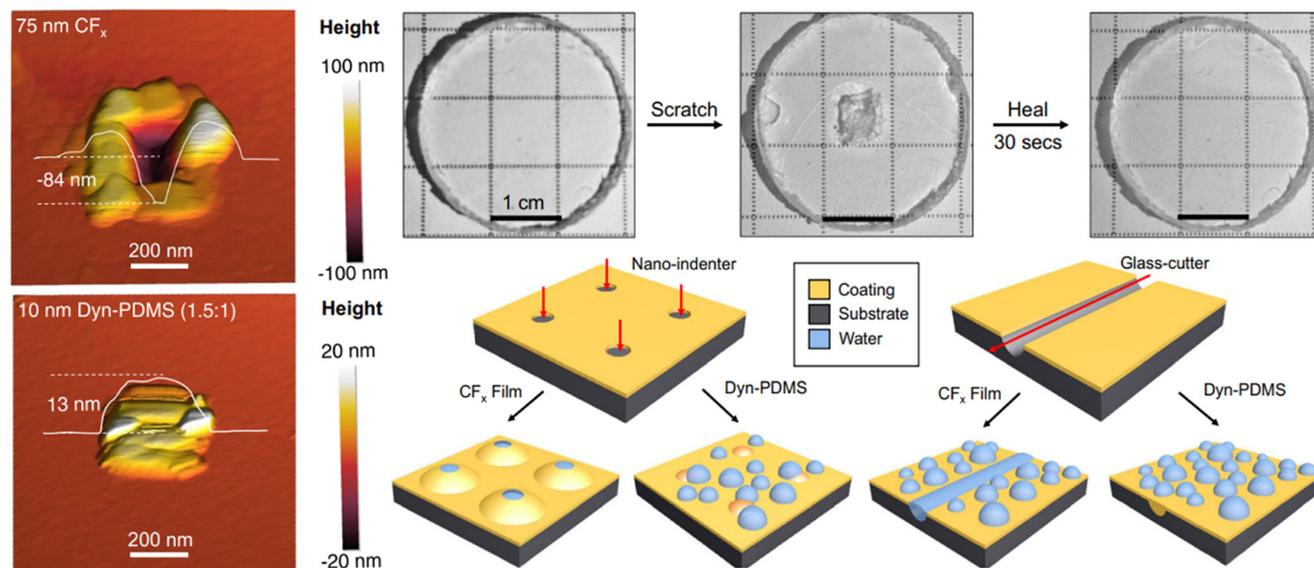 75 nm CFx
-84 nm
200 nm
Height
100 nm
-100 nm
10 nm Dyn-PDMS (1.5:1)
13 nm
200 nm
Height
20 nm
-20 nm
1 cm
Scratch
Heal
30 secs
Nano-indenter
Coating
Substrate
Water
Glass-cutter
CFx Film
Dyn-PDMS
CFx Film
Dyn-PDMS